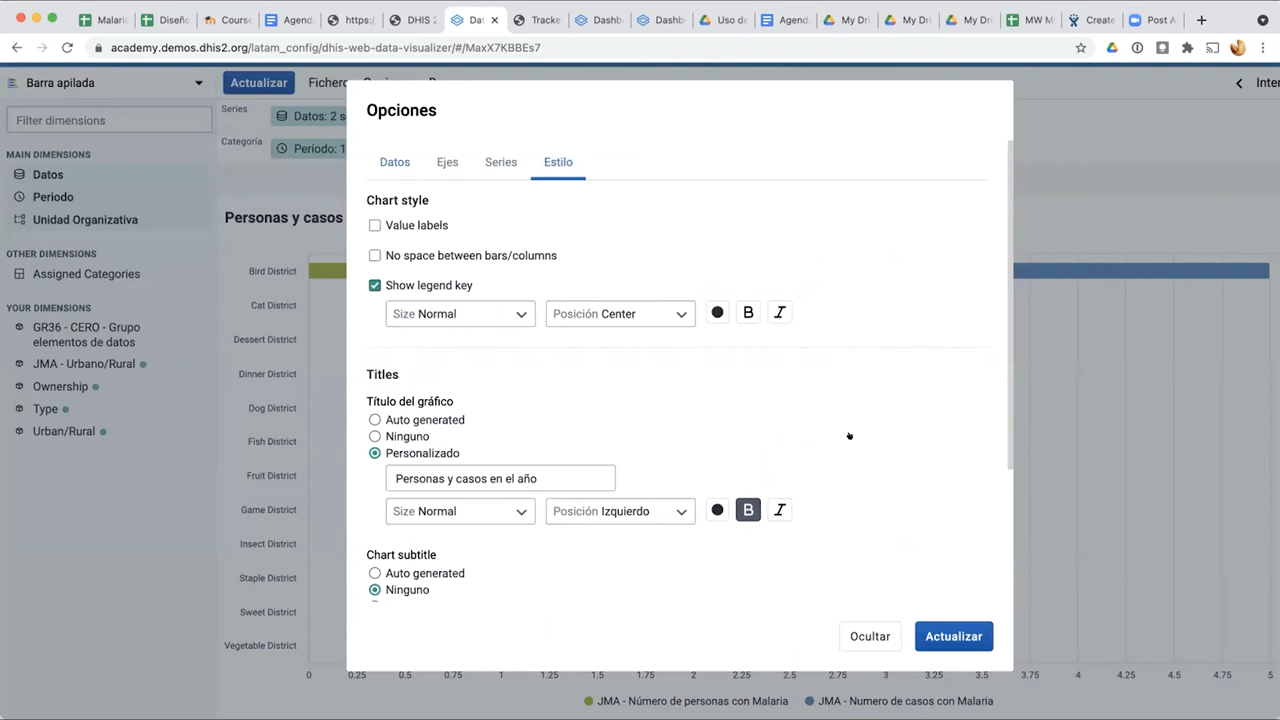 Malari
Diseño
Course
Agend
https:/
DHIS 2
Dat
Tracke
Dashb
Dashb
Uso de
Agend
My Dri
My Dri
My Dri
MW M
Create
Post A
academy.demos.dhis2.org/latam_config/dhis-web-data-visualizer/#/MaxX7KBBEs7
Barra apilada
Actualizar
Fichero
Inter
Filter dimensions
Series
Datos: 2 s
Categoría
Periodo: 1
MAIN DIMENSIONS
Datos
Periodo
Unidad Organizativa
OTHER DIMENSIONS
Assigned Categories
YOUR DIMENSIONS
GR36 - CERO - Grupo
elementos de datos
JMA - Urbano/Rural
Ownership
Type
Urban/Rural
Personas y casos
Bird District
Cat District
Dessert District
Dinner District
Dog District
Fish District
Fruit District
Game District
Insect District
Staple District
Sweet District
Vegetable District
Opciones
Datos Ejes Series Estilo
Chart style
Value labels
No space between bars/columns
Show legend key
Size Normal Posición Center B I
Titles
Título del gráfico
Auto generated
Ninguno
Personalizado
Personas y casos en el año
Size Normal Posición Izquierdo B I
Chart subtitle
Auto generated
Ninguno
Ocultar Actualizar
0 0.25 0.5 0.75 1 1.25 1.5 1.75 2 2.25 2.5 2.75 3 3.25 3.5 3.75 4 4.25 4.5 4.75 5
JMA - Número de personas con Malaria JMA - Numero de casos con Malaria